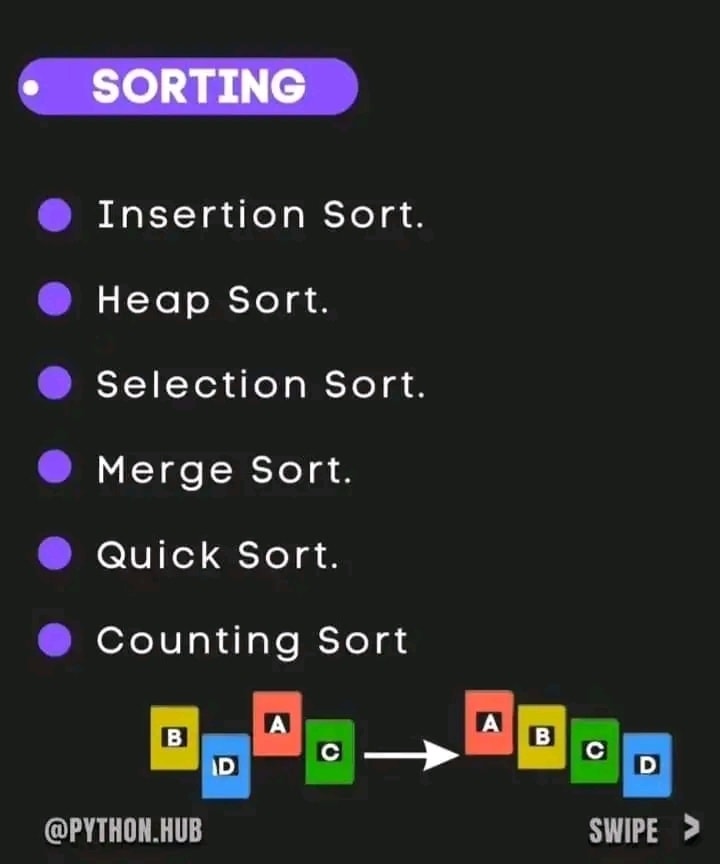 SORTING
Insertion Sort.
Heap Sort.
Selection Sort.
Merge Sort.
Quick Sort.
Counting Sort
B D A C A B C D
@PYTHON.HUB SWIPE >